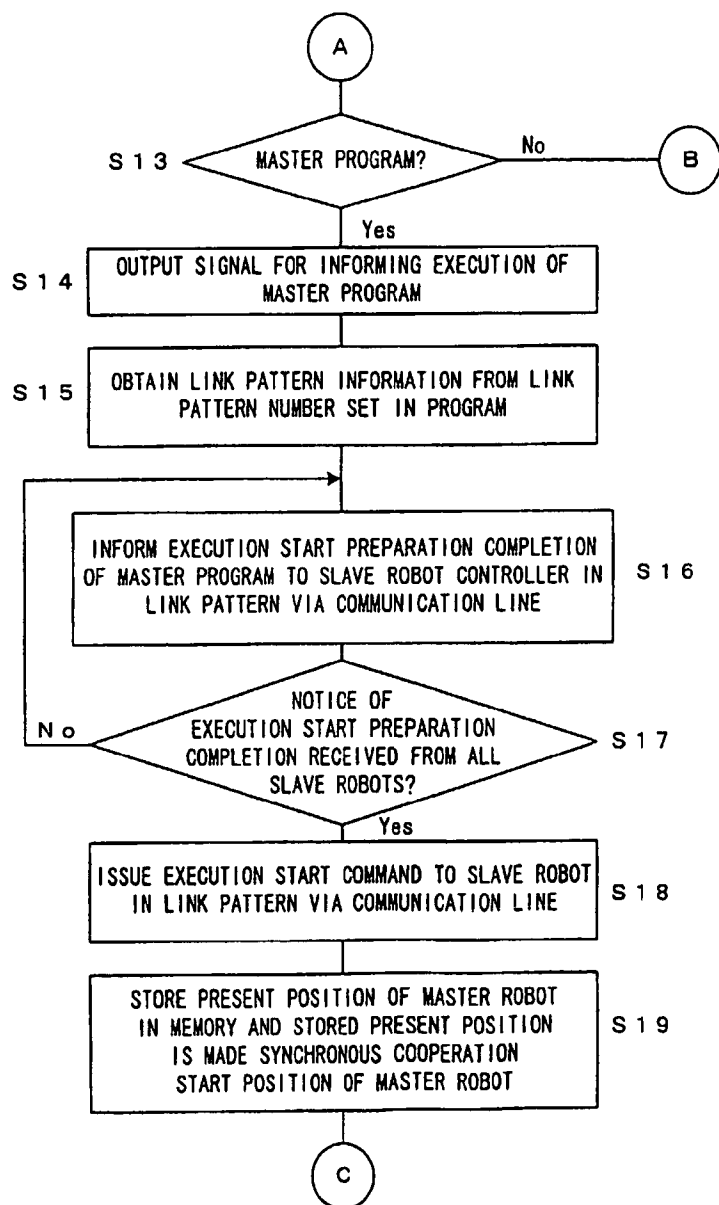 A
S13
MASTER PROGRAM?
No
B
Yes
S14
OUTPUT SIGNAL FOR INFORMING EXECUTION OF
MASTER PROGRAM
S15
OBTAIN LINK PATTERN INFORMATION FROM LINK
PATTERN NUMBER SET IN PROGRAM
INFORM EXECUTION START PREPARATION COMPLETION
OF MASTER PROGRAM TO SLAVE ROBOT CONTROLLER IN
LINK PATTERN VIA COMMUNICATION LINE
S16
NOTICE OF
EXECUTION START PREPARATION
COMPLETION RECEIVED FROM ALL
SLAVE ROBOTS?
No
S17
Yes
ISSUE EXECUTION START COMMAND TO SLAVE ROBOT
IN LINK PATTERN VIA COMMUNICATION LINE
S18
STORE PRESENT POSITION OF MASTER ROBOT
IN MEMORY AND STORED PRESENT POSITION
IS MADE SYNCHRONOUS COOPERATION
START POSITION OF MASTER ROBOT
S19
C